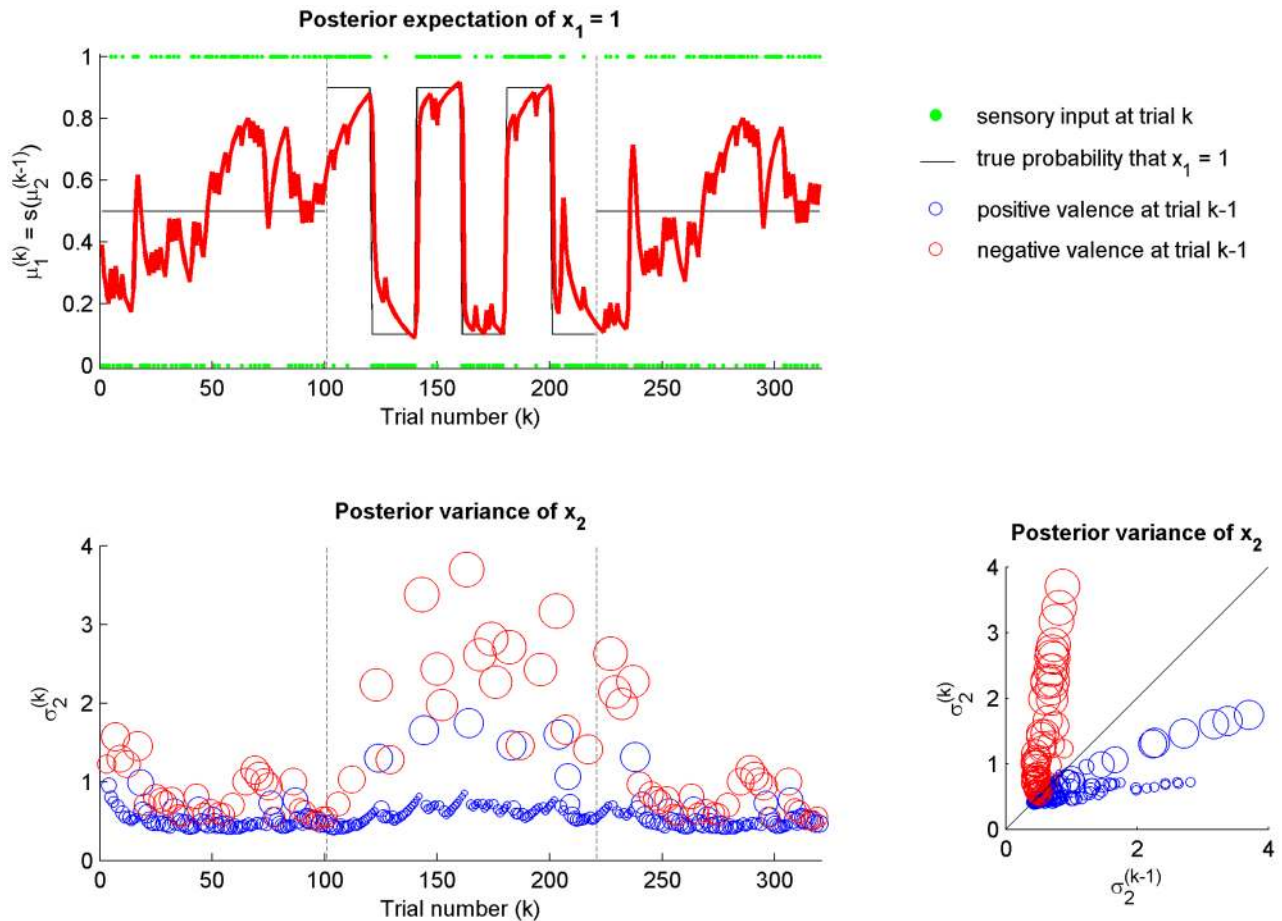 Posterior expectation of x1 = 1
1
0.8
0.6
0.4
0.2
0
μ1(k) = s(μ2(k-1))
0 50 100 150 200 250 300
Trial number (k)
sensory input at trial k
true probability that x1 = 1
positive valence at trial k-1
negative valence at trial k-1
Posterior variance of x2
4
3
2
1
0
σ2(k)
0 50 100 150 200 250 300
Trial number (k)
Posterior variance of x2
4
3
2
1
0
σ2(k)
0 2 4
σ2(k-1)